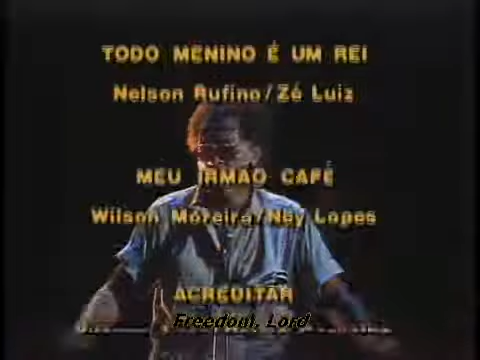 TODO MENINO É UM REI
Nelson Rufino/Zé Luiz
MEU IRMÃO CAFÉ
Wilson Moreira/Ney Lopes
ACREDITAR
Freedom, Lord